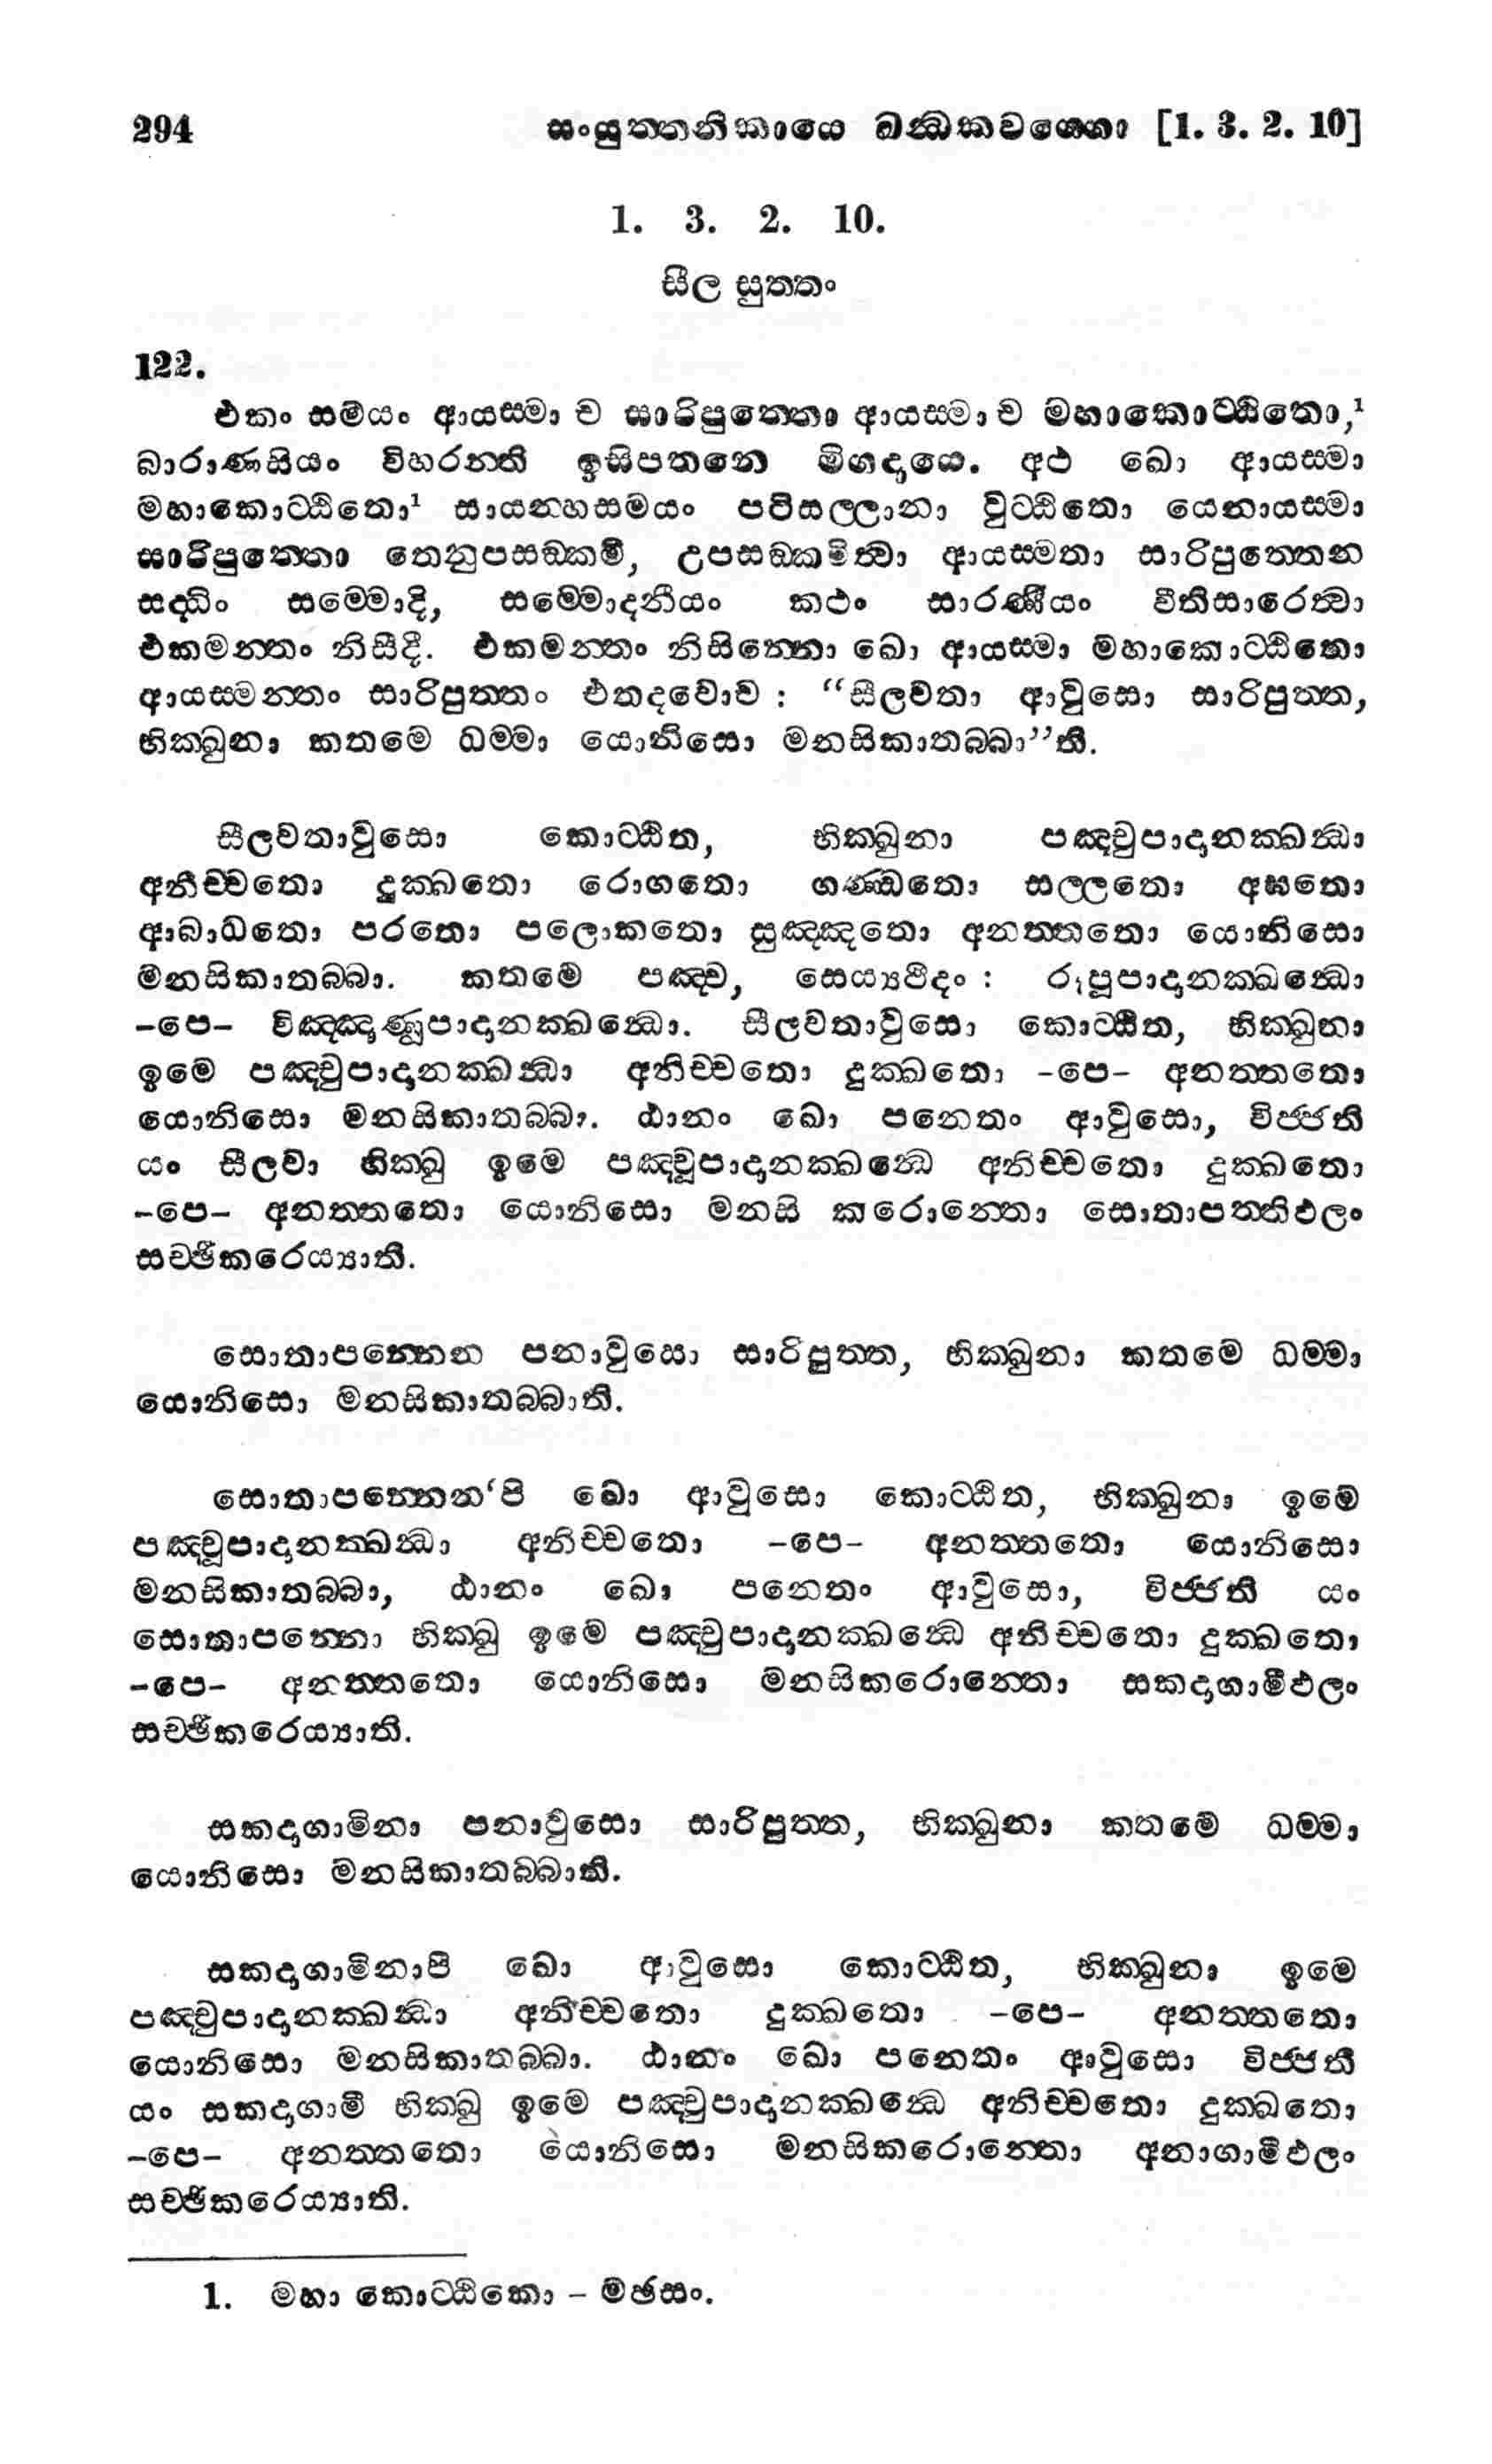 294 සංයුත්තනිකායෙ ඛන්ධකවග්ගො [1. 3. 2. 10]
1. 3. 2. 10.
සීල සුත්තං
122.
එකං සමයං ආයස්මා ච සාරිපුත්තො ආයස්මා ච මහාකොට්ඨිතො,¹
බාරාණසියං විහරන්ති ඉසිපතනෙ මිගදායෙ. අථ ඛො ආයස්මා
මහාකොට්ඨිතො¹ සායන්හසමයං පටිසල්ලානා වුට්ඨිතො යෙනායස්මා
සාරිපුත්තො තෙනුපසඞ්කමි, උපසඞ්කමිත්වා ආයස්මතා සාරිපුත්තෙන
සද්ධිං සම්මොදි, සම්මොදනීයං කථං සාරණීයං වීතිසාරෙත්වා
එකමන්තං නිසීදි. එකමන්තං නිසින්නො ඛො ආයස්මා මහාකොට්ඨිතො
ආයස්මන්තං සාරිපුත්තං එතදවොච : “සීලවතා ආවුසො සාරිපුත්ත,
භික්ඛුනා කතමෙ ධම්මා යොනිසො මනසිකාතබ්බා”ති.
සීලවතාවුසො කොට්ඨිත, භික්ඛුනා පඤ්චුපාදානක්ඛන්ධා
අනිච්චතො දුක්ඛතො රොගතො ගණ්ඩතො සල්ලතො අඝතො
ආබාධතො පරතො පලොකතො සුඤ්ඤතො අනත්තතො යොනිසො
මනසිකාතබ්බා. කතමෙ පඤ්ච, සෙය්‍යථිදං : රූපූපාදානක්ඛන්ධො
–පෙ– විඤ්ඤාණූපාදානක්ඛන්ධො. සීලවතාවුසො කොට්ඨිත, භික්ඛුනා
ඉමෙ පඤ්චුපාදානක්ඛන්ධා අනිච්චතො දුක්ඛතො –පෙ– අනත්තතො
යොනිසො මනසිකාතබ්බා. ඨානං ඛො පනෙතං ආවුසො, විජ්ජති
යං සීලවා භික්ඛු ඉමෙ පඤ්චූපාදානක්ඛන්ධෙ අනිච්චතො දුක්ඛතො
–පෙ– අනත්තතො යොනිසො මනසි කරොන්තො සොතාපත්තිඵලං
සච්ඡිකරෙය්‍යාති.
සොතාපන්නෙන පනාවුසො සාරිපුත්ත, භික්ඛුනා කතමෙ ධම්මා
යොනිසො මනසිකාතබ්බාති.
සොතාපන්නෙන‘පි ඛො ආවුසො කොට්ඨිත, භික්ඛුනා ඉමෙ
පඤ්චූපාදානක්ඛන්ධා අනිච්චතො –පෙ– අනත්තතො යොනිසො
මනසිකාතබ්බා, ඨානං ඛො පනෙතං ආවුසො, විජ්ජති යං
සොතාපන්නො භික්ඛු ඉමෙ පඤ්චුපාදානක්ඛන්ධෙ අනිච්චතො දුක්ඛතො
–පෙ– අනත්තතො යොනිසො මනසිකරොන්තො සකදාගාමිඵලං
සච්ඡිකරෙය්‍යාති.
සකදාගාමිනා පනාවුසො සාරිපුත්ත, භික්ඛුනා කතමෙ ධම්මා
යොනිසො මනසිකාතබ්බාති.
සකදාගාමිනාපි ඛො ආවුසො කොට්ඨිත, භික්ඛුනා ඉමෙ
පඤ්චුපාදානක්ඛන්ධා අනිච්චතො දුක්ඛතො –පෙ– අනත්තතො
යොනිසො මනසිකාතබ්බා. ඨානං ඛො පනෙතං ආවුසො විජ්ජති
යං සකදාගාමී භික්ඛු ඉමෙ පඤ්චුපාදානක්ඛන්ධෙ අනිච්චතො දුක්ඛතො
–පෙ– අනත්තතො යොනිසො මනසිකරොන්තො අනාගාමිඵලං
සච්ඡිකරෙය්‍යාති.
1. මහා කොට්ඨිකො – මඡසං.